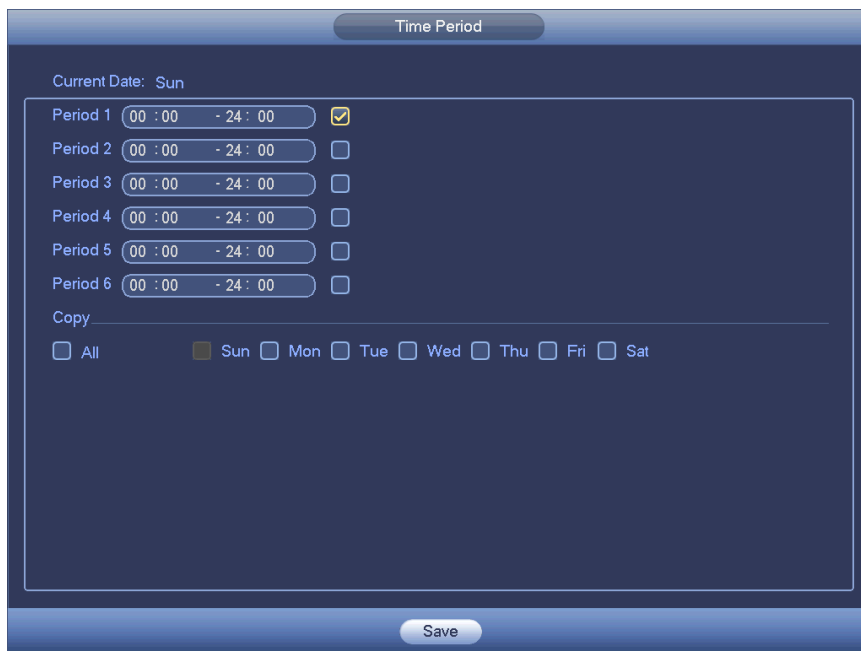 Time Period
Current Date: Sun
Period 1 00 :00 - 24 : 00
Period 2 00 :00 - 24 : 00
Period 3 00 :00 - 24 : 00
Period 4 00 :00 - 24 : 00
Period 5 00 :00 - 24 : 00
Period 6 00 :00 - 24 : 00
Copy
All Sun Mon Tue Wed Thu Fri Sat
Save